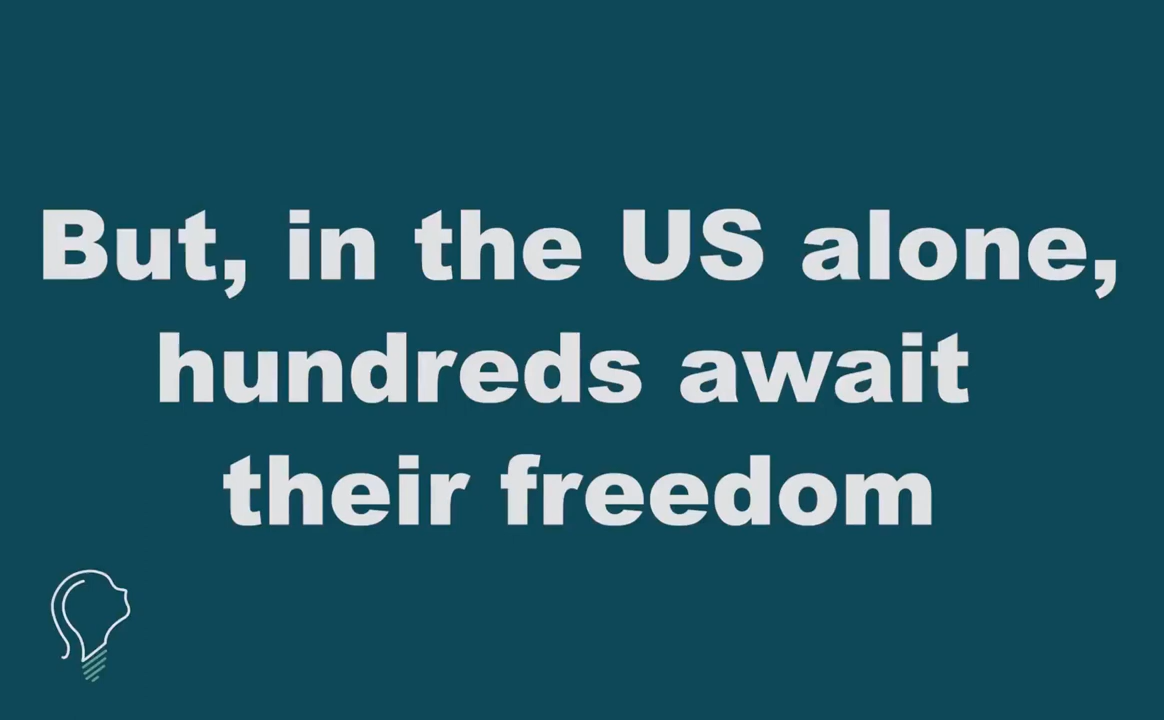 But, in the US alone,
hundreds await
their freedom